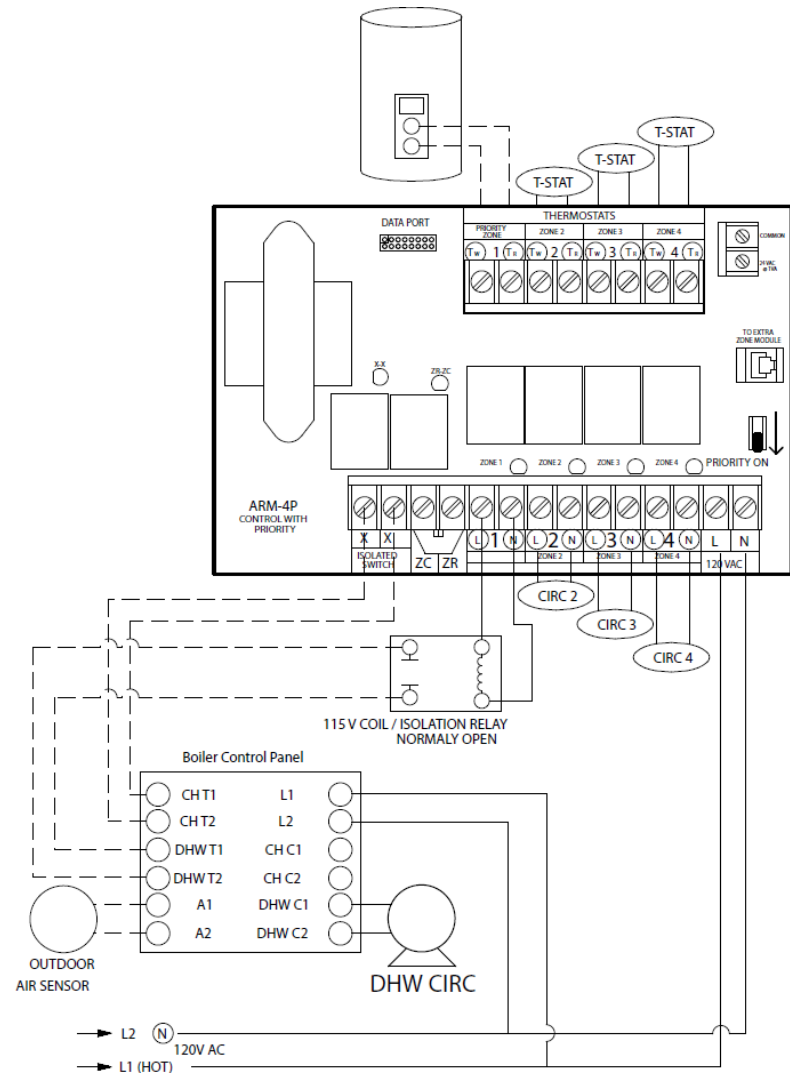 T-STAT
T-STAT
T-STAT
THERMOSTATS
DATA PORT
PRIORITY ZONE
ZONE 2
ZONE 3
ZONE 4
Tw 1 TR Tw 2 TR Tw 3 TR Tw 4 TR
COMMON
24 VAC
@ 1VA
TO EXTRA
ZONE MODULE
X-X
ZR-ZC
ZONE 1
ZONE 2
ZONE 3
ZONE 4
PRIORITY ON
ARM-4P
CONTROL WITH
PRIORITY
X X
ISOLATED
SWITCH
ZC ZR
L 1 N L 2 N L 3 N L 4 N L N
ZONE 2
ZONE 3
ZONE 4
120 VAC
CIRC 2
CIRC 3
CIRC 4
115 V COIL / ISOLATION RELAY
NORMALY OPEN
Boiler Control Panel
CH T1 L1
CH T2 L2
DHW T1 CH C1
DHW T2 CH C2
A1 DHW C1
A2 DHW C2
OUTDOOR
AIR SENSOR
DHW CIRC
L2 N
120V AC
L1 (HOT)